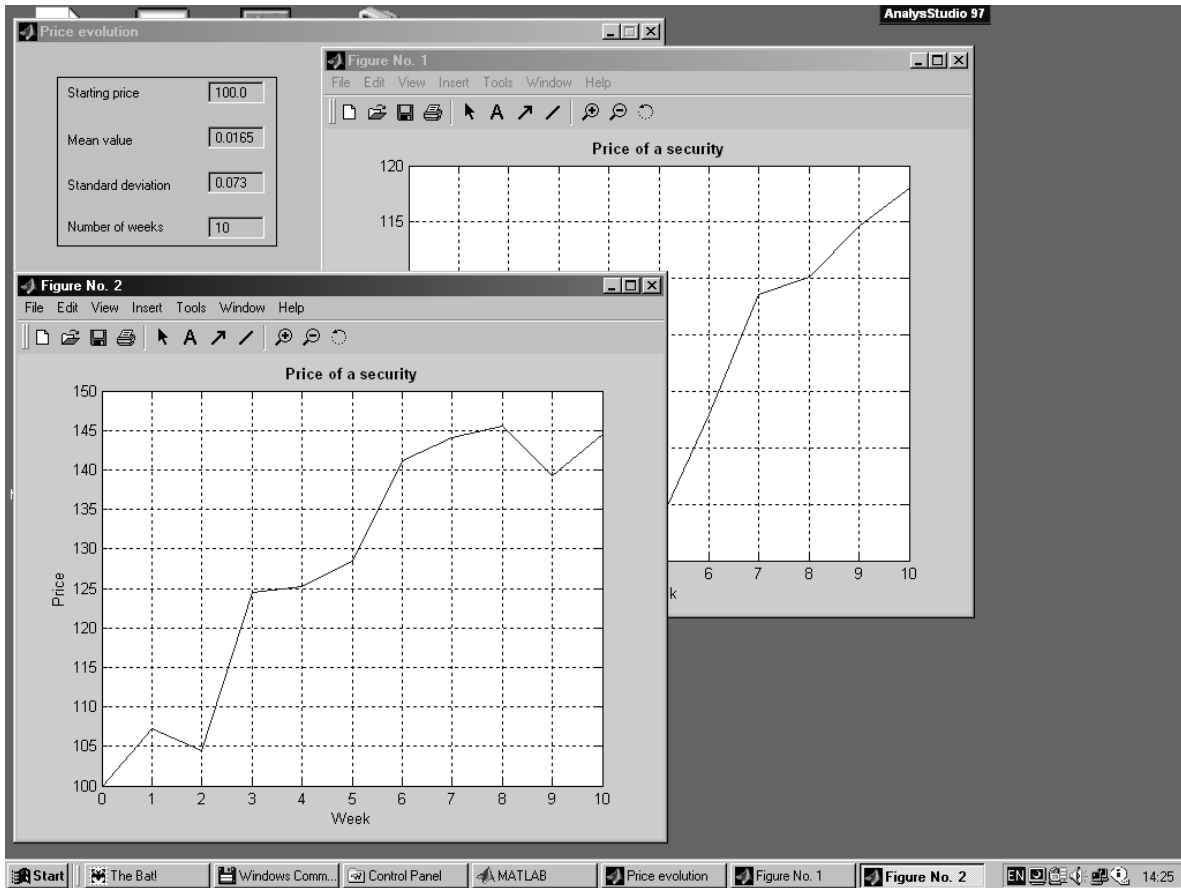 AnalysStudio 97
Price evolution
Starting price 100.0
Mean value 0.0165
Standard deviation 0.073
Number of weeks 10
Figure No. 1
File Edit View Insert Tools Window Help
A
Price of a security
120
115
6 7 8 9 10
k
Figure No. 2
File Edit View Insert Tools Window Help
A
Price of a security
150
145
140
135
130
125
120
115
110
105
100
Price
0 1 2 3 4 5 6 7 8 9 10
Week
Start The Bat! Windows Comm... Control Panel MATLAB Price evolution Figure No. 1 Figure No. 2 EN 14:25